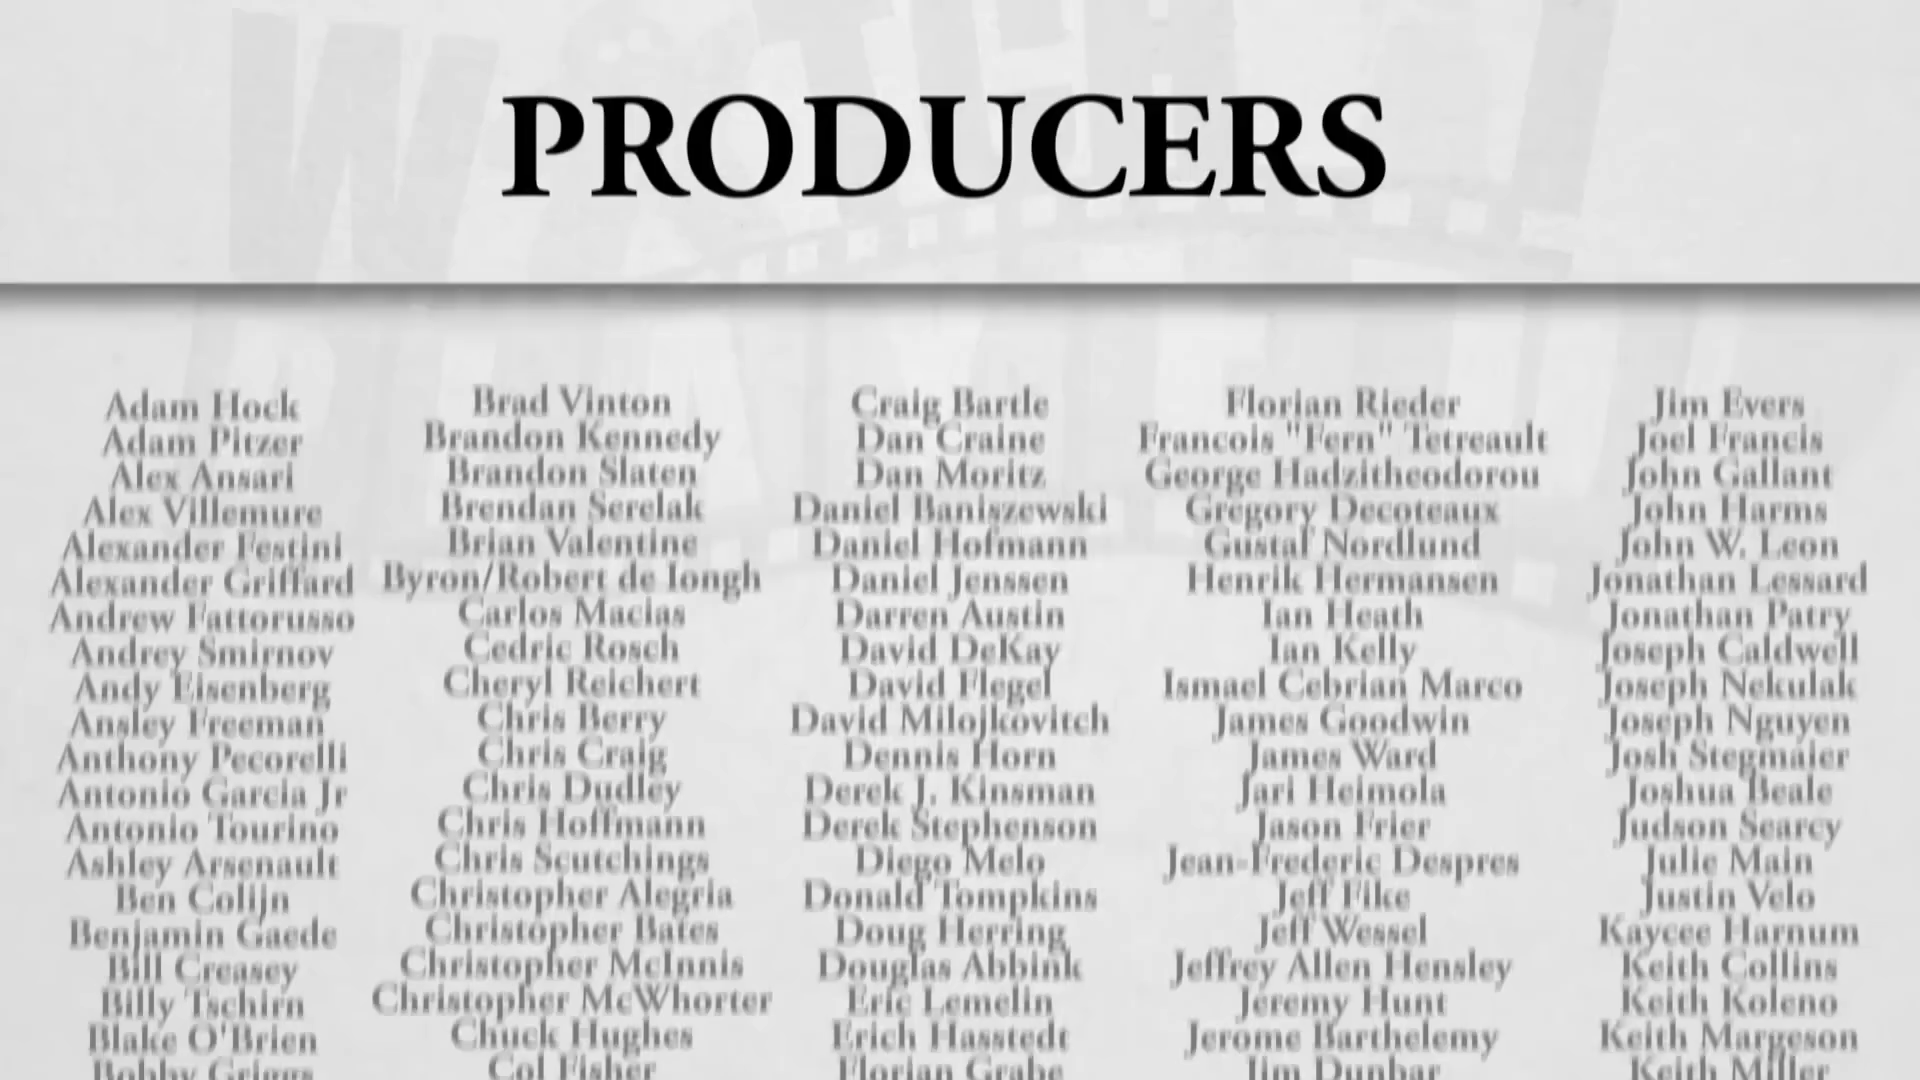 PRODUCERS
Adam Hock
Adam Pitzer
Alex Ansari
Alex Villemure
Alexander Festini
Alexander Griffard
Andrew Fattorusso
Andrey Smirnov
Andy Eisenberg
Ansley Freeman
Anthony Pecorelli
Antonio Garcia Jr
Antonio Tourino
Ashley Arsenault
Ben Colijn
Benjamin Gaede
Bill Creasey
Billy Tschirn
Blake O'Brien
Bobby Griggs
Brad Vinton
Brandon Kennedy
Brandon Slaten
Brendan Serelak
Brian Valentine
Byron/Robert de Iongh
Carlos Macias
Cedric Rosch
Cheryl Reichert
Chris Berry
Chris Craig
Chris Dudley
Chris Hoffmann
Chris Scutchings
Christopher Alegria
Christopher Bates
Christopher McInnis
Christopher McWhorter
Chuck Hughes
Col Fisher
Craig Bartle
Dan Craine
Dan Moritz
Daniel Baniszewski
Daniel Hofmann
Daniel Jenssen
Darren Austin
David DeKay
David Flegel
David Milojkovitch
Dennis Horn
Derek J. Kinsman
Derek Stephenson
Diego Melo
Donald Tompkins
Doug Herring
Douglas Abbink
Eric Lemelin
Erich Hasstedt
Florian Grabe
Florian Rieder
Francois "Fern" Tetreault
George Hadzitheodorou
Gregory Decoteaux
Gustaf Nordlund
Henrik Hermansen
Ian Heath
Ian Kelly
Ismael Cebrian Marco
James Goodwin
James Ward
Jari Heimola
Jason Frier
Jean-Frederic Despres
Jeff Fike
Jeff Wessel
Jeffrey Allen Hensley
Jeremy Hunt
Jerome Barthelemy
Jim Dunbar
Jim Evers
Joel Francis
John Gallant
John Harms
John W. Leon
Jonathan Lessard
Jonathan Patry
Joseph Caldwell
Joseph Nekulak
Joseph Nguyen
Josh Stegmaier
Joshua Beale
Judson Searcy
Julie Main
Justin Velo
Kaycee Harnum
Keith Collins
Keith Koleno
Keith Margeson
Keith Miller